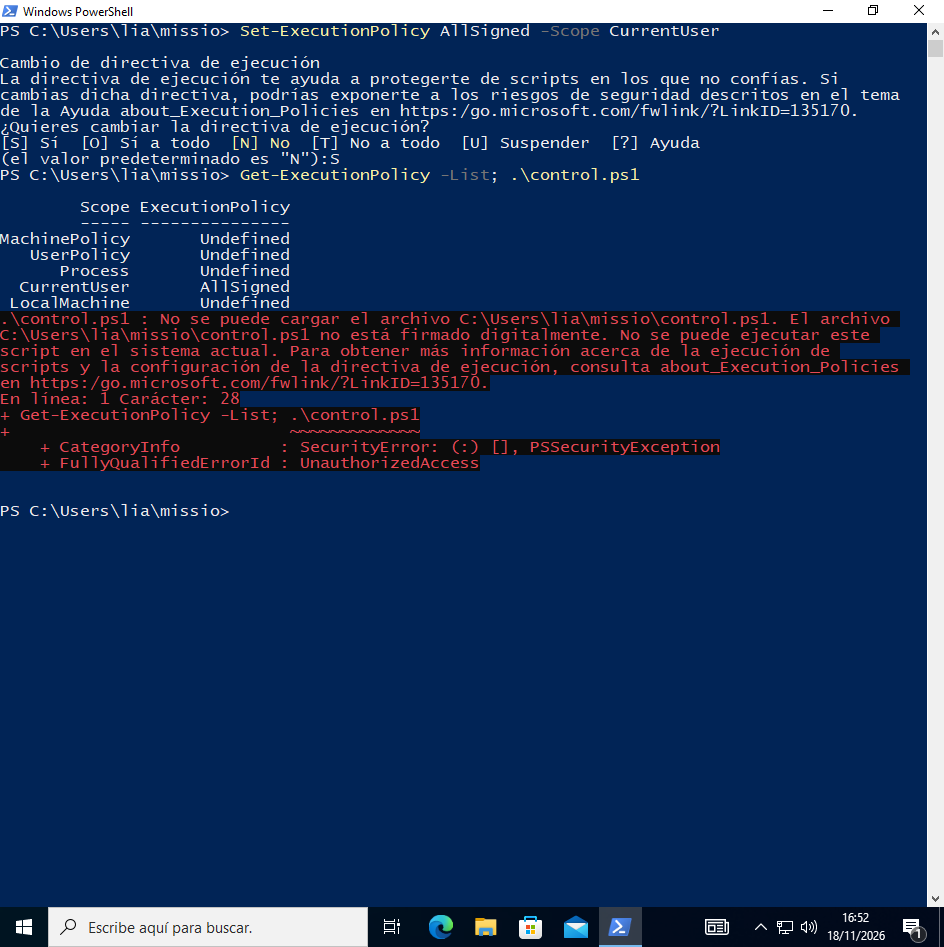 Windows PowerShell
PS C:\Users\lia\missio> Set-ExecutionPolicy AllSigned -Scope CurrentUser
Cambio de directiva de ejecución
La directiva de ejecución te ayuda a protegerte de scripts en los que no confías. Si
cambias dicha directiva, podrías exponerte a los riesgos de seguridad descritos en el tema
de la Ayuda about_Execution_Policies en https:/go.microsoft.com/fwlink/?LinkID=135170.
¿Quieres cambiar la directiva de ejecución?
[S] Sí  [O] Sí a todo  [N] No  [T] No a todo  [U] Suspender  [?] Ayuda
(el valor predeterminado es "N"):S
PS C:\Users\lia\missio> Get-ExecutionPolicy -List; .\control.ps1
        Scope ExecutionPolicy
        ----- ---------------
MachinePolicy       Undefined
   UserPolicy       Undefined
      Process       Undefined
  CurrentUser       AllSigned
 LocalMachine       Undefined
.\control.ps1 : No se puede cargar el archivo C:\Users\lia\missio\control.ps1. El archivo
C:\Users\lia\missio\control.ps1 no está firmado digitalmente. No se puede ejecutar este
script en el sistema actual. Para obtener más información acerca de la ejecución de
scripts y la configuración de la directiva de ejecución, consulta about_Execution_Policies
en https:/go.microsoft.com/fwlink/?LinkID=135170.
En línea: 1 Carácter: 28
+ Get-ExecutionPolicy -List; .\control.ps1
+                            ~~~~~~~~~~~~~
    + CategoryInfo          : SecurityError: (:) [], PSSecurityException
    + FullyQualifiedErrorId : UnauthorizedAccess
PS C:\Users\lia\missio>
Escribe aquí para buscar.
16:52
18/11/2026
1